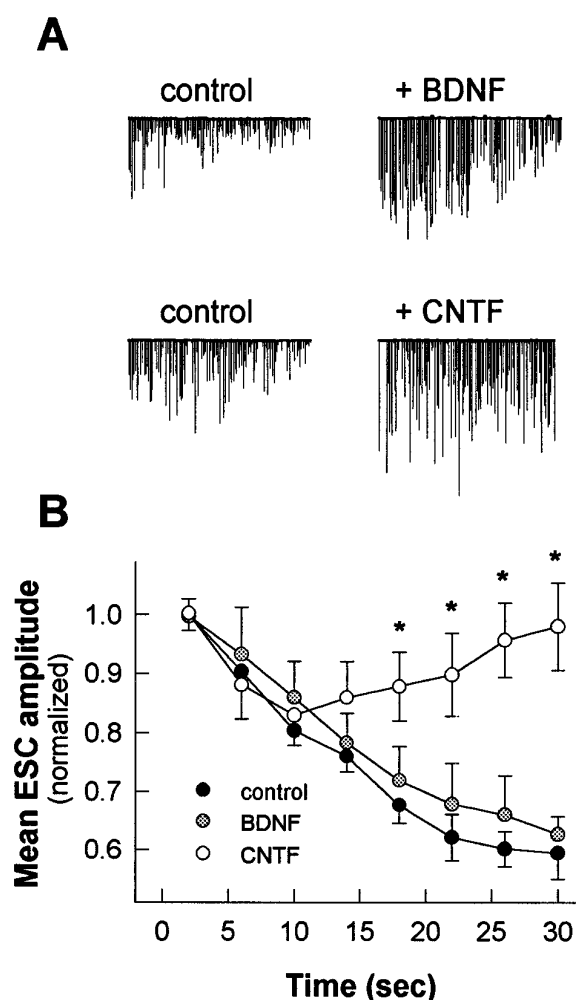 A
control + BDNF
control + CNTF
B
* * * *
Mean ESC amplitude
(normalized)
1.0
0.9
0.8
0.7
0.6
control
BDNF
CNTF
0 5 10 15 20 25 30
Time (sec)